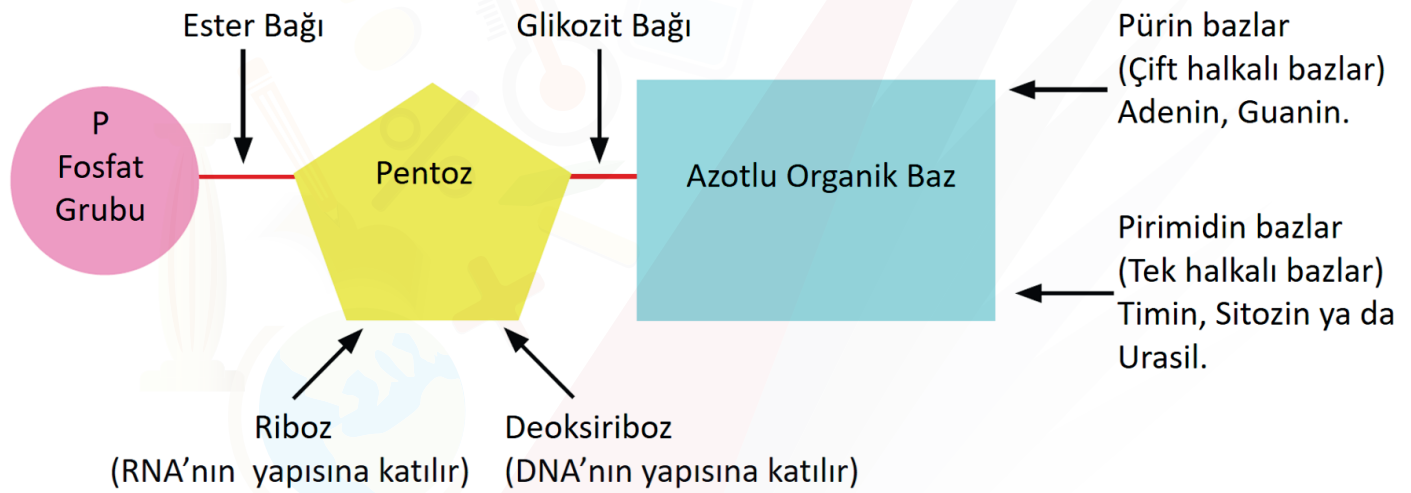 Ester Bağı
Glikozit Bağı
Pürin bazlar
(Çift halkalı bazlar)
Adenin, Guanin.
P
Fosfat
Grubu
Pentoz
Azotlu Organik Baz
Pirimidin bazlar
(Tek halkalı bazlar)
Timin, Sitozin ya da
Urasil.
Riboz
(RNA’nın yapısına katılır)
Deoksiriboz
(DNA’nın yapısına katılır)